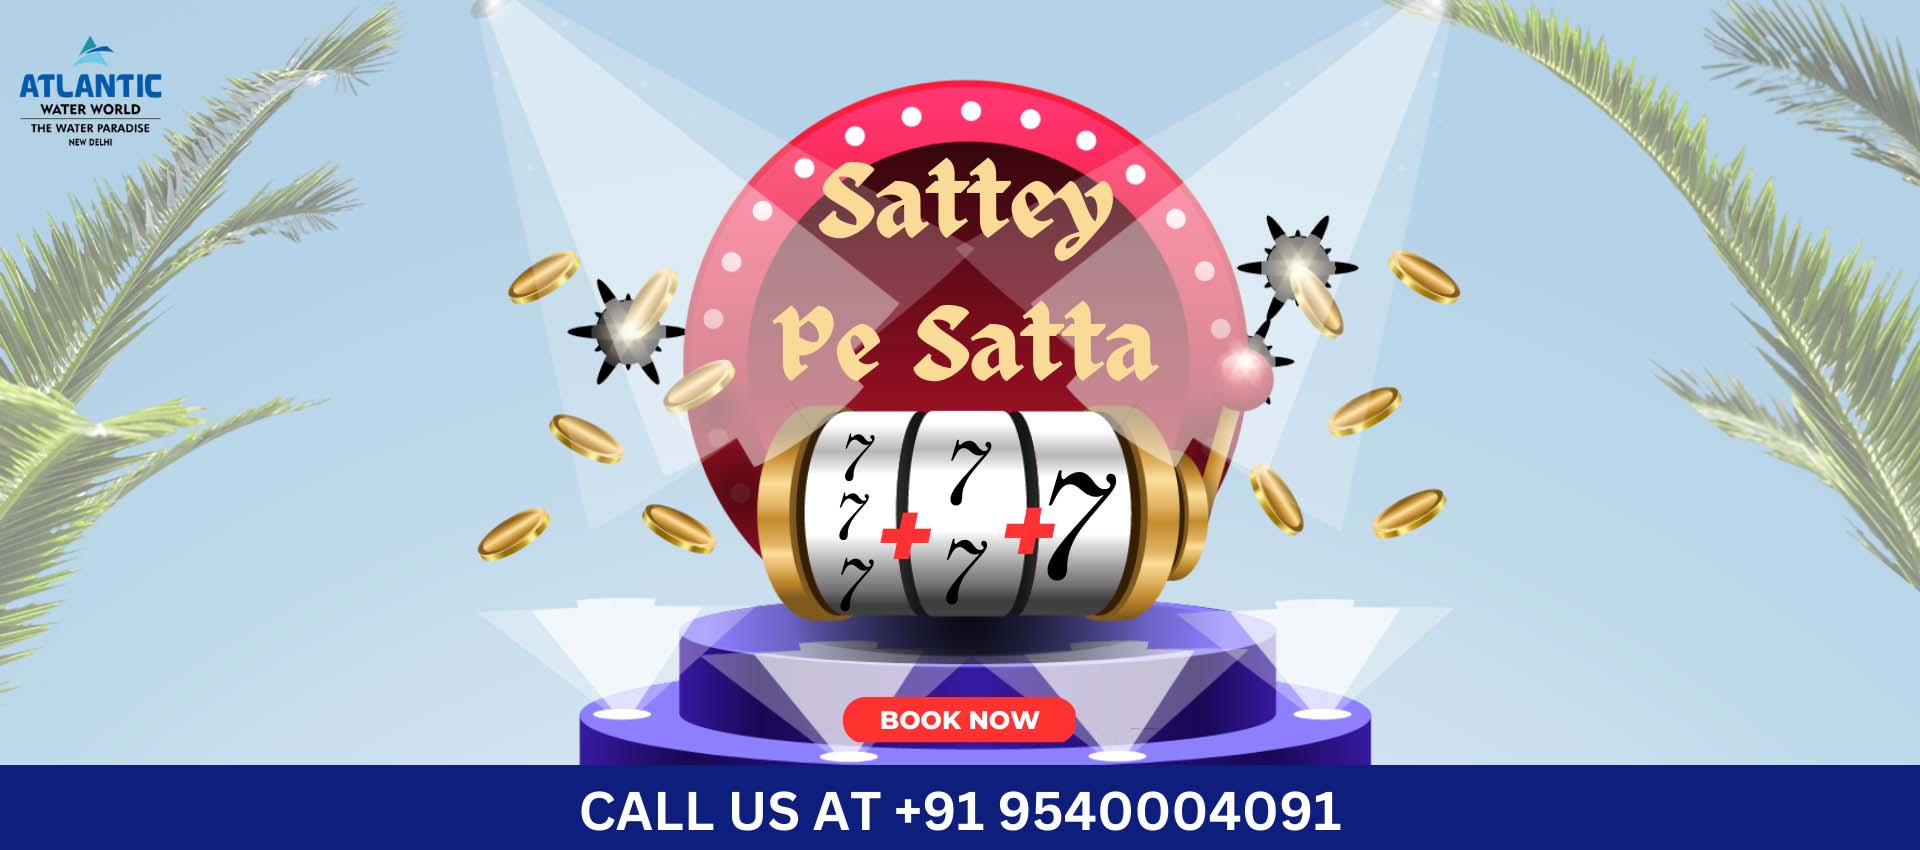 ATLANTIC
WATER WORLD
THE WATER PARADISE
NEW DELHI
Sattey
Pe Satta
7 7 7 + 7 7 + 7
BOOK NOW
CALL US AT +91 9540004091